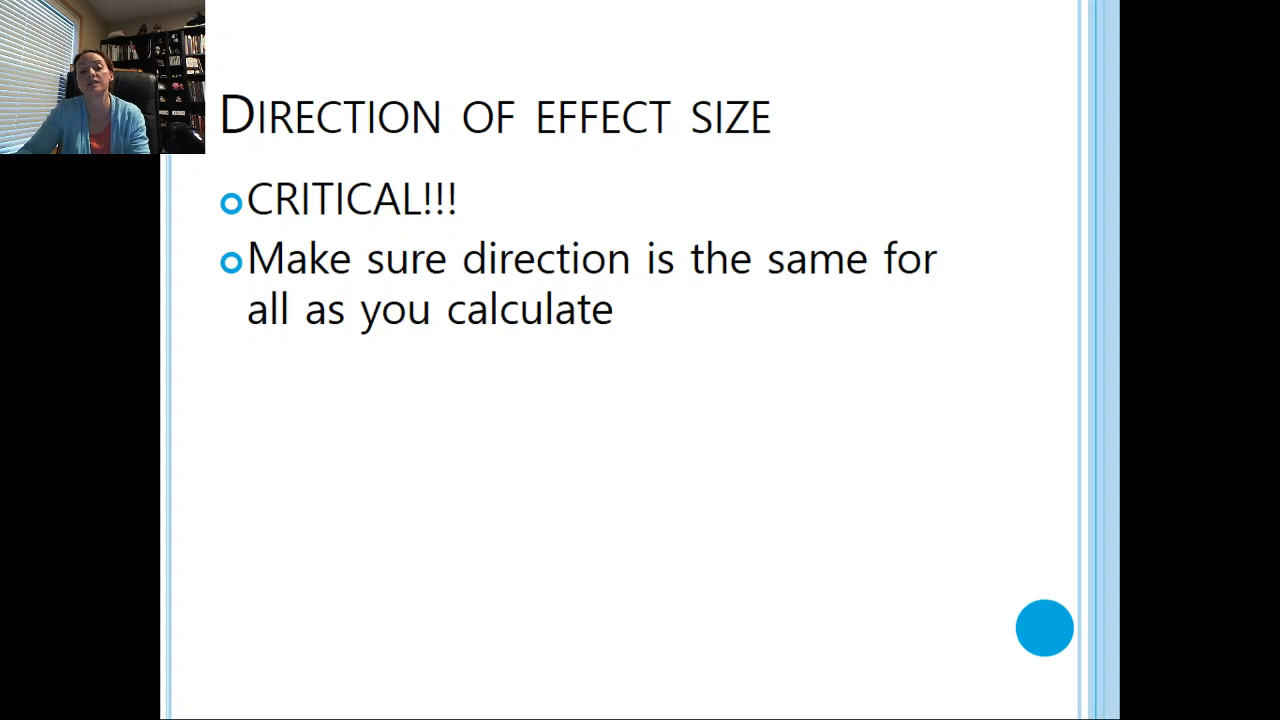 DIRECTION OF EFFECT SIZE
CRITICAL!!!
Make sure direction is the same for
all as you calculate